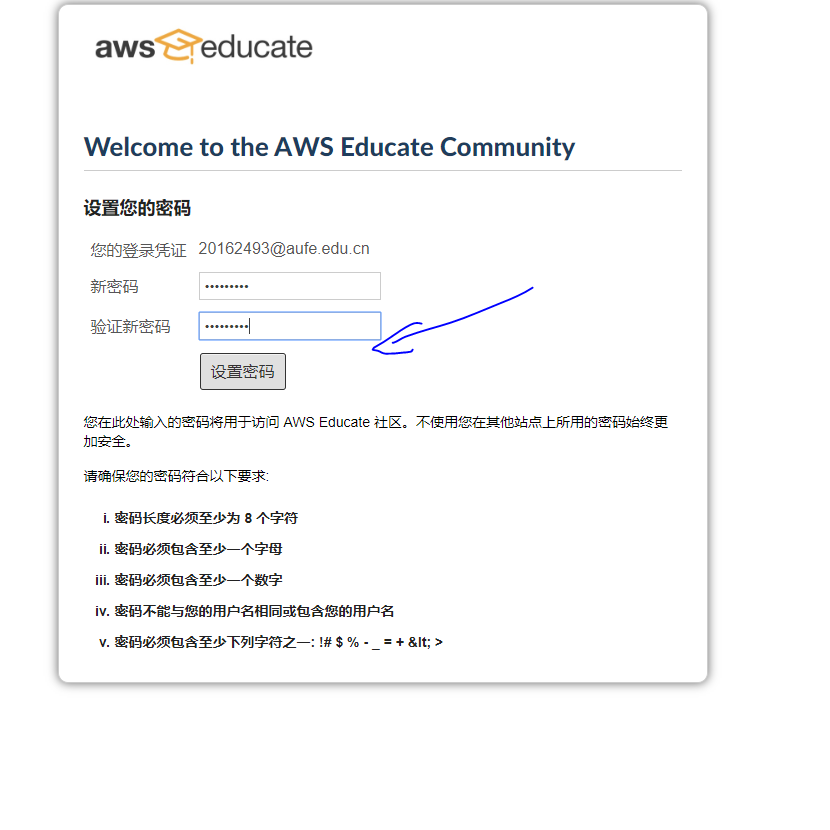 aws educate
Welcome to the AWS Educate Community
设置您的密码
您的登录凭证 20162493@aufe.edu.cn
新密码 •••••••••
验证新密码 •••••••••
设置密码
您在此处输入的密码将用于访问 AWS Educate 社区。不使用您在其他站点上所用的密码始终更
加安全。
请确保您的密码符合以下要求:
i. 密码长度必须至少为 8 个字符
ii. 密码必须包含至少一个字母
iii. 密码必须包含至少一个数字
iv. 密码不能与您的用户名相同或包含您的用户名
v. 密码必须包含至少下列字符之一: !# $ % - _ = + &lt; >